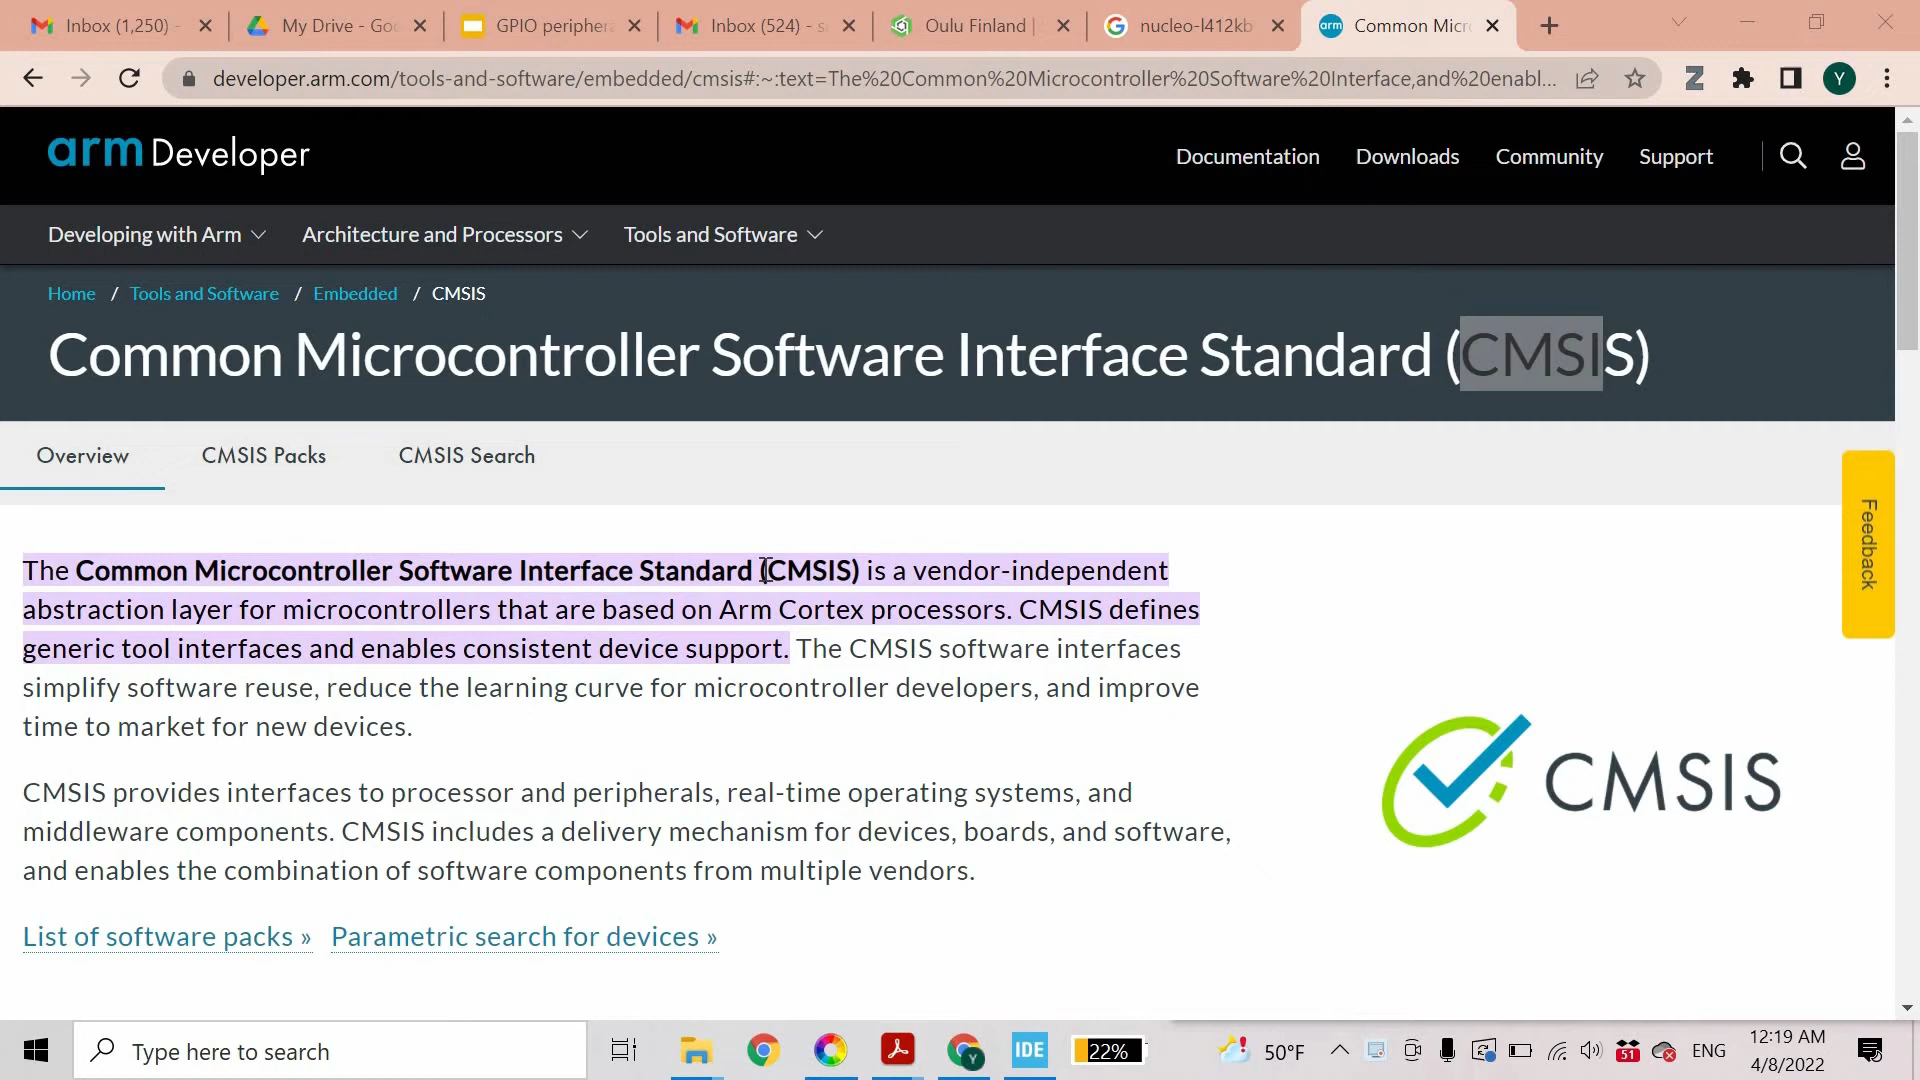 Inbox (1,250) -
My Drive - Goo
GPIO periphera
Inbox (524) - s
Oulu Finland |
nucleo-l412kb
Common Micro
developer.arm.com/tools-and-software/embedded/cmsis#:~:text=The%20Common%20Microcontroller%20Software%20Interface,and%20enabl...
Y
arm Developer
Documentation
Downloads
Community
Support
Developing with Arm
Architecture and Processors
Tools and Software
Home / Tools and Software / Embedded / CMSIS
Common Microcontroller Software Interface Standard (CMSIS)
Overview
CMSIS Packs
CMSIS Search
Feedback
The Common Microcontroller Software Interface Standard (CMSIS) is a vendor-independent
abstraction layer for microcontrollers that are based on Arm Cortex processors. CMSIS defines
generic tool interfaces and enables consistent device support. The CMSIS software interfaces
simplify software reuse, reduce the learning curve for microcontroller developers, and improve
time to market for new devices.
CMSIS
CMSIS provides interfaces to processor and peripherals, real-time operating systems, and
middleware components. CMSIS includes a delivery mechanism for devices, boards, and software,
and enables the combination of software components from multiple vendors.
List of software packs »
Parametric search for devices »
Type here to search
IDE
22%
50°F
51
ENG
12:19 AM
4/8/2022